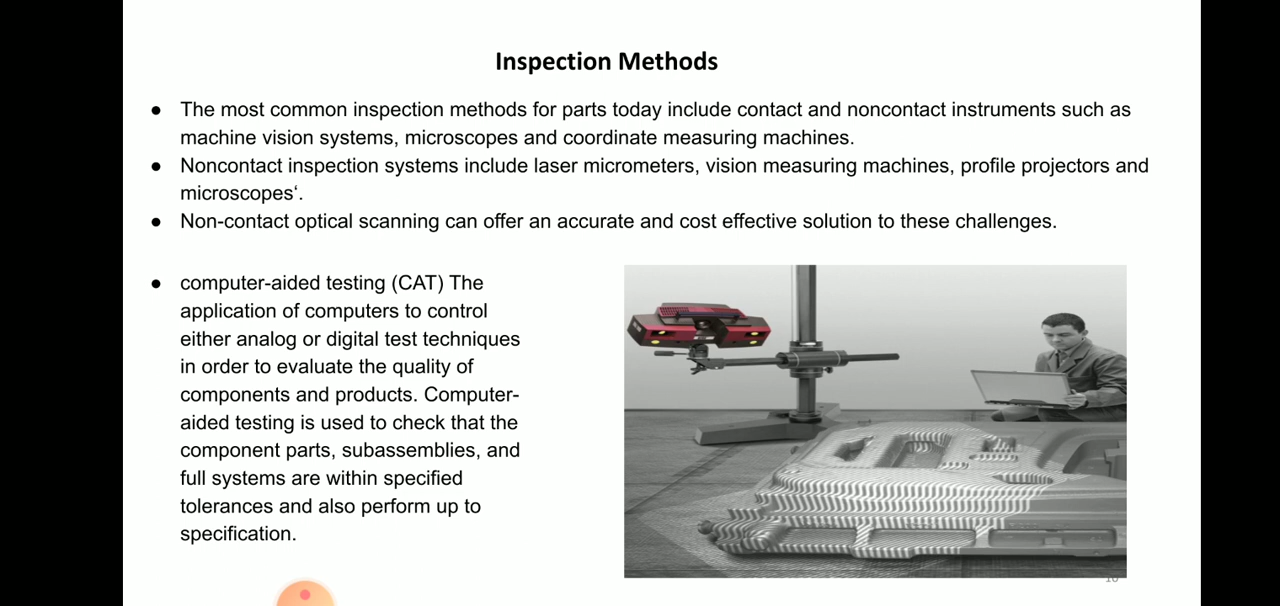 Inspection Methods
● The most common inspection methods for parts today include contact and noncontact instruments such as
machine vision systems, microscopes and coordinate measuring machines.
● Noncontact inspection systems include laser micrometers, vision measuring machines, profile projectors and
microscopes‘.
● Non-contact optical scanning can offer an accurate and cost effective solution to these challenges.
● computer-aided testing (CAT) The
application of computers to control
either analog or digital test techniques
in order to evaluate the quality of
components and products. Computer-
aided testing is used to check that the
component parts, subassemblies, and
full systems are within specified
tolerances and also perform up to
specification.